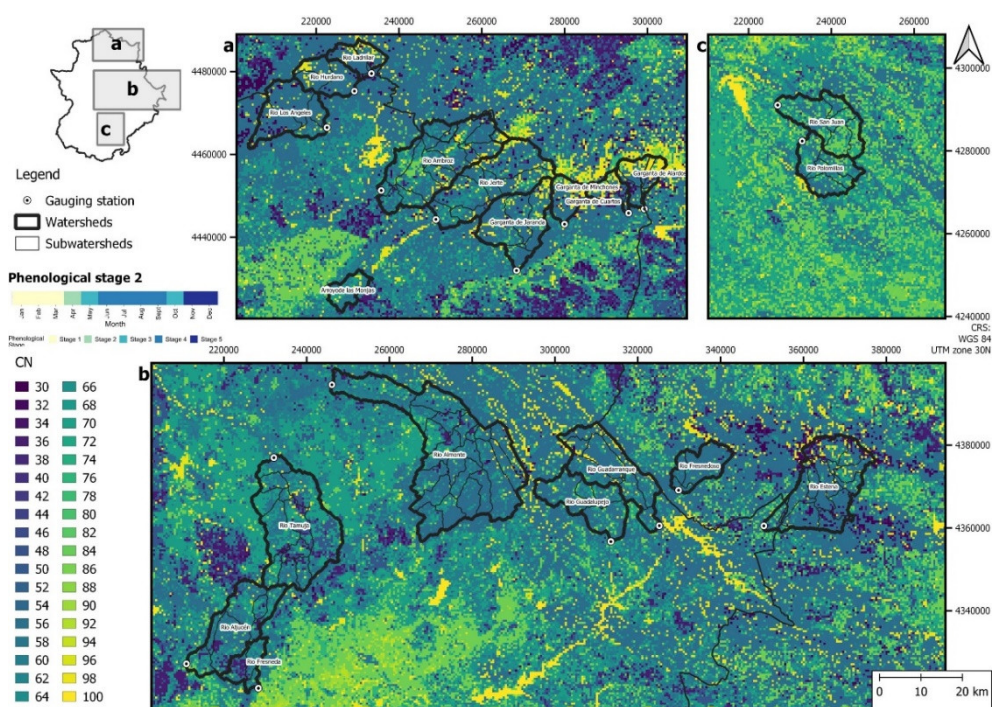 a
b
c
Legend
Gauging station
Watersheds
Subwatersheds
Phenological stage 2
Jan
Feb
Mar
Apr
May
Jun
Jul
Aug
Sept
Oct
Nov
Dec
Month
Phenological
Stage 1 Stage 2 Stage 3 Stage 4 Stage 5
CN
30 66
32 68
34 70
36 72
38 74
40 76
42 78
44 80
46 82
48 84
50 86
52 88
54 90
56 92
58 94
60 96
62 98
64 100
a
220000 240000 260000 280000 300000
4480000
4460000
4440000
Río Ladrillar
Río Hurdano
Río Los Ángeles
Río Ambroz
Río Jerte
Garganta de Alardos
Garganta de Minchones
Garganta de Cuartos
Garganta de Jaranda
Arroyo de las Monjas
c
220000 240000 260000
4300000
4280000
4260000
4240000
Río San Juan
Río Palomillas
CRS:
WGS 84
UTM zone 30N
b
220000 240000 260000 280000 300000 320000 340000 360000 380000
4380000
4360000
4340000
Río Almonte
Río Guadarranque
Río Fresnedoso
Río Estena
Río Guadalupejo
Río Tamuja
Río Aljucén
Río Fresneda
0 10 20 km